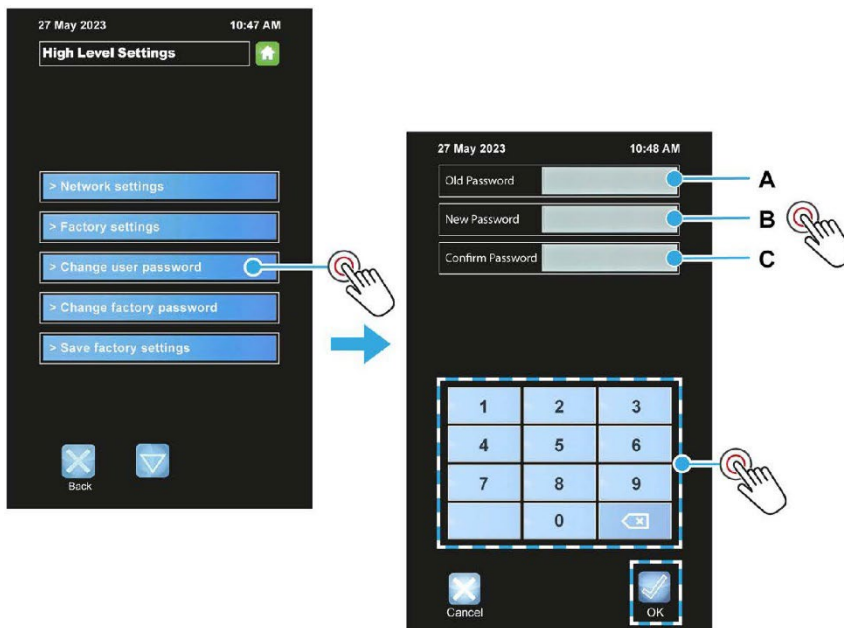 27 May 2023 10:47 AM
High Level Settings
> Network settings
> Factory settings
> Change user password
> Change factory password
> Save factory settings
Back
27 May 2023 10:48 AM
Old Password A
New Password B
Confirm Password C
1 2 3
4 5 6
7 8 9
0
Cancel OK